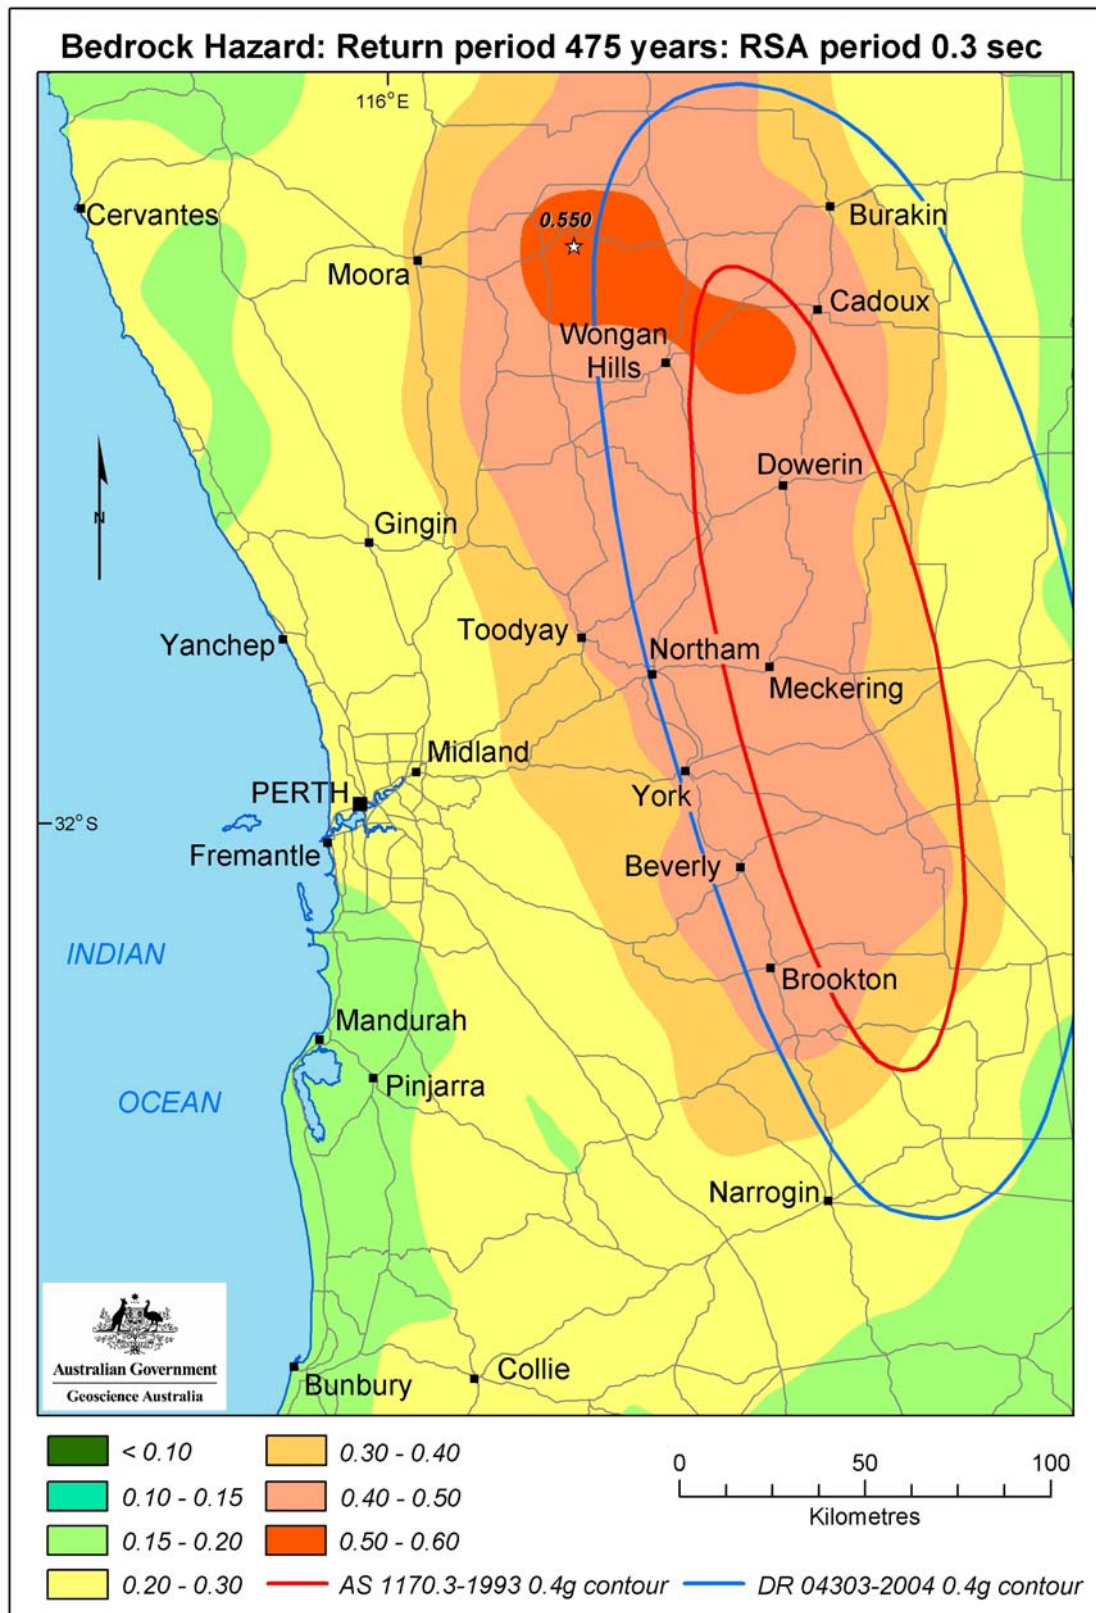 Bedrock Hazard: Return period 475 years: RSA period 0.3 sec
116°E
Cervantes
0.550
Burakin
Moora
Cadoux
Wongan
Hills
Dowerin
N
Gingin
Yanchep
Toodyay
Northam
Meckering
Midland
PERTH
York
32°S
Fremantle
Beverly
INDIAN
Brookton
Mandurah
Pinjarra
OCEAN
Narrogin
Australian Government
Geoscience Australia
Bunbury
Collie
< 0.10
0.30 - 0.40
0 50 100
0.10 - 0.15
0.40 - 0.50
Kilometres
0.15 - 0.20
0.50 - 0.60
0.20 - 0.30
AS 1170.3-1993 0.4g contour
DR 04303-2004 0.4g contour